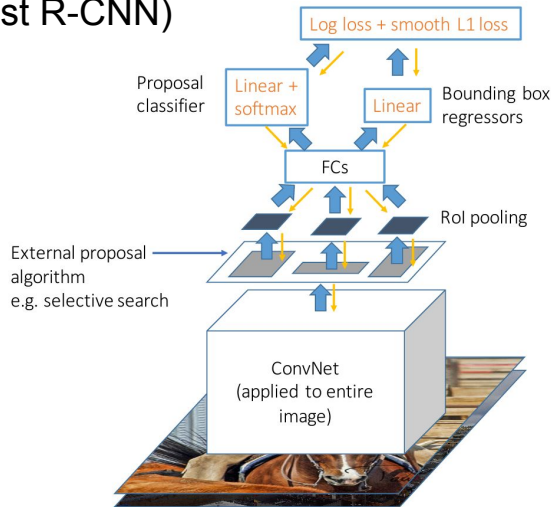 st R-CNN)
Log loss + smooth L1 loss
Proposal
classifier
Linear +
softmax
Linear
Bounding box
regressors
FCs
RoI pooling
External proposal
algorithm
e.g. selective search
ConvNet
(applied to entire
image)